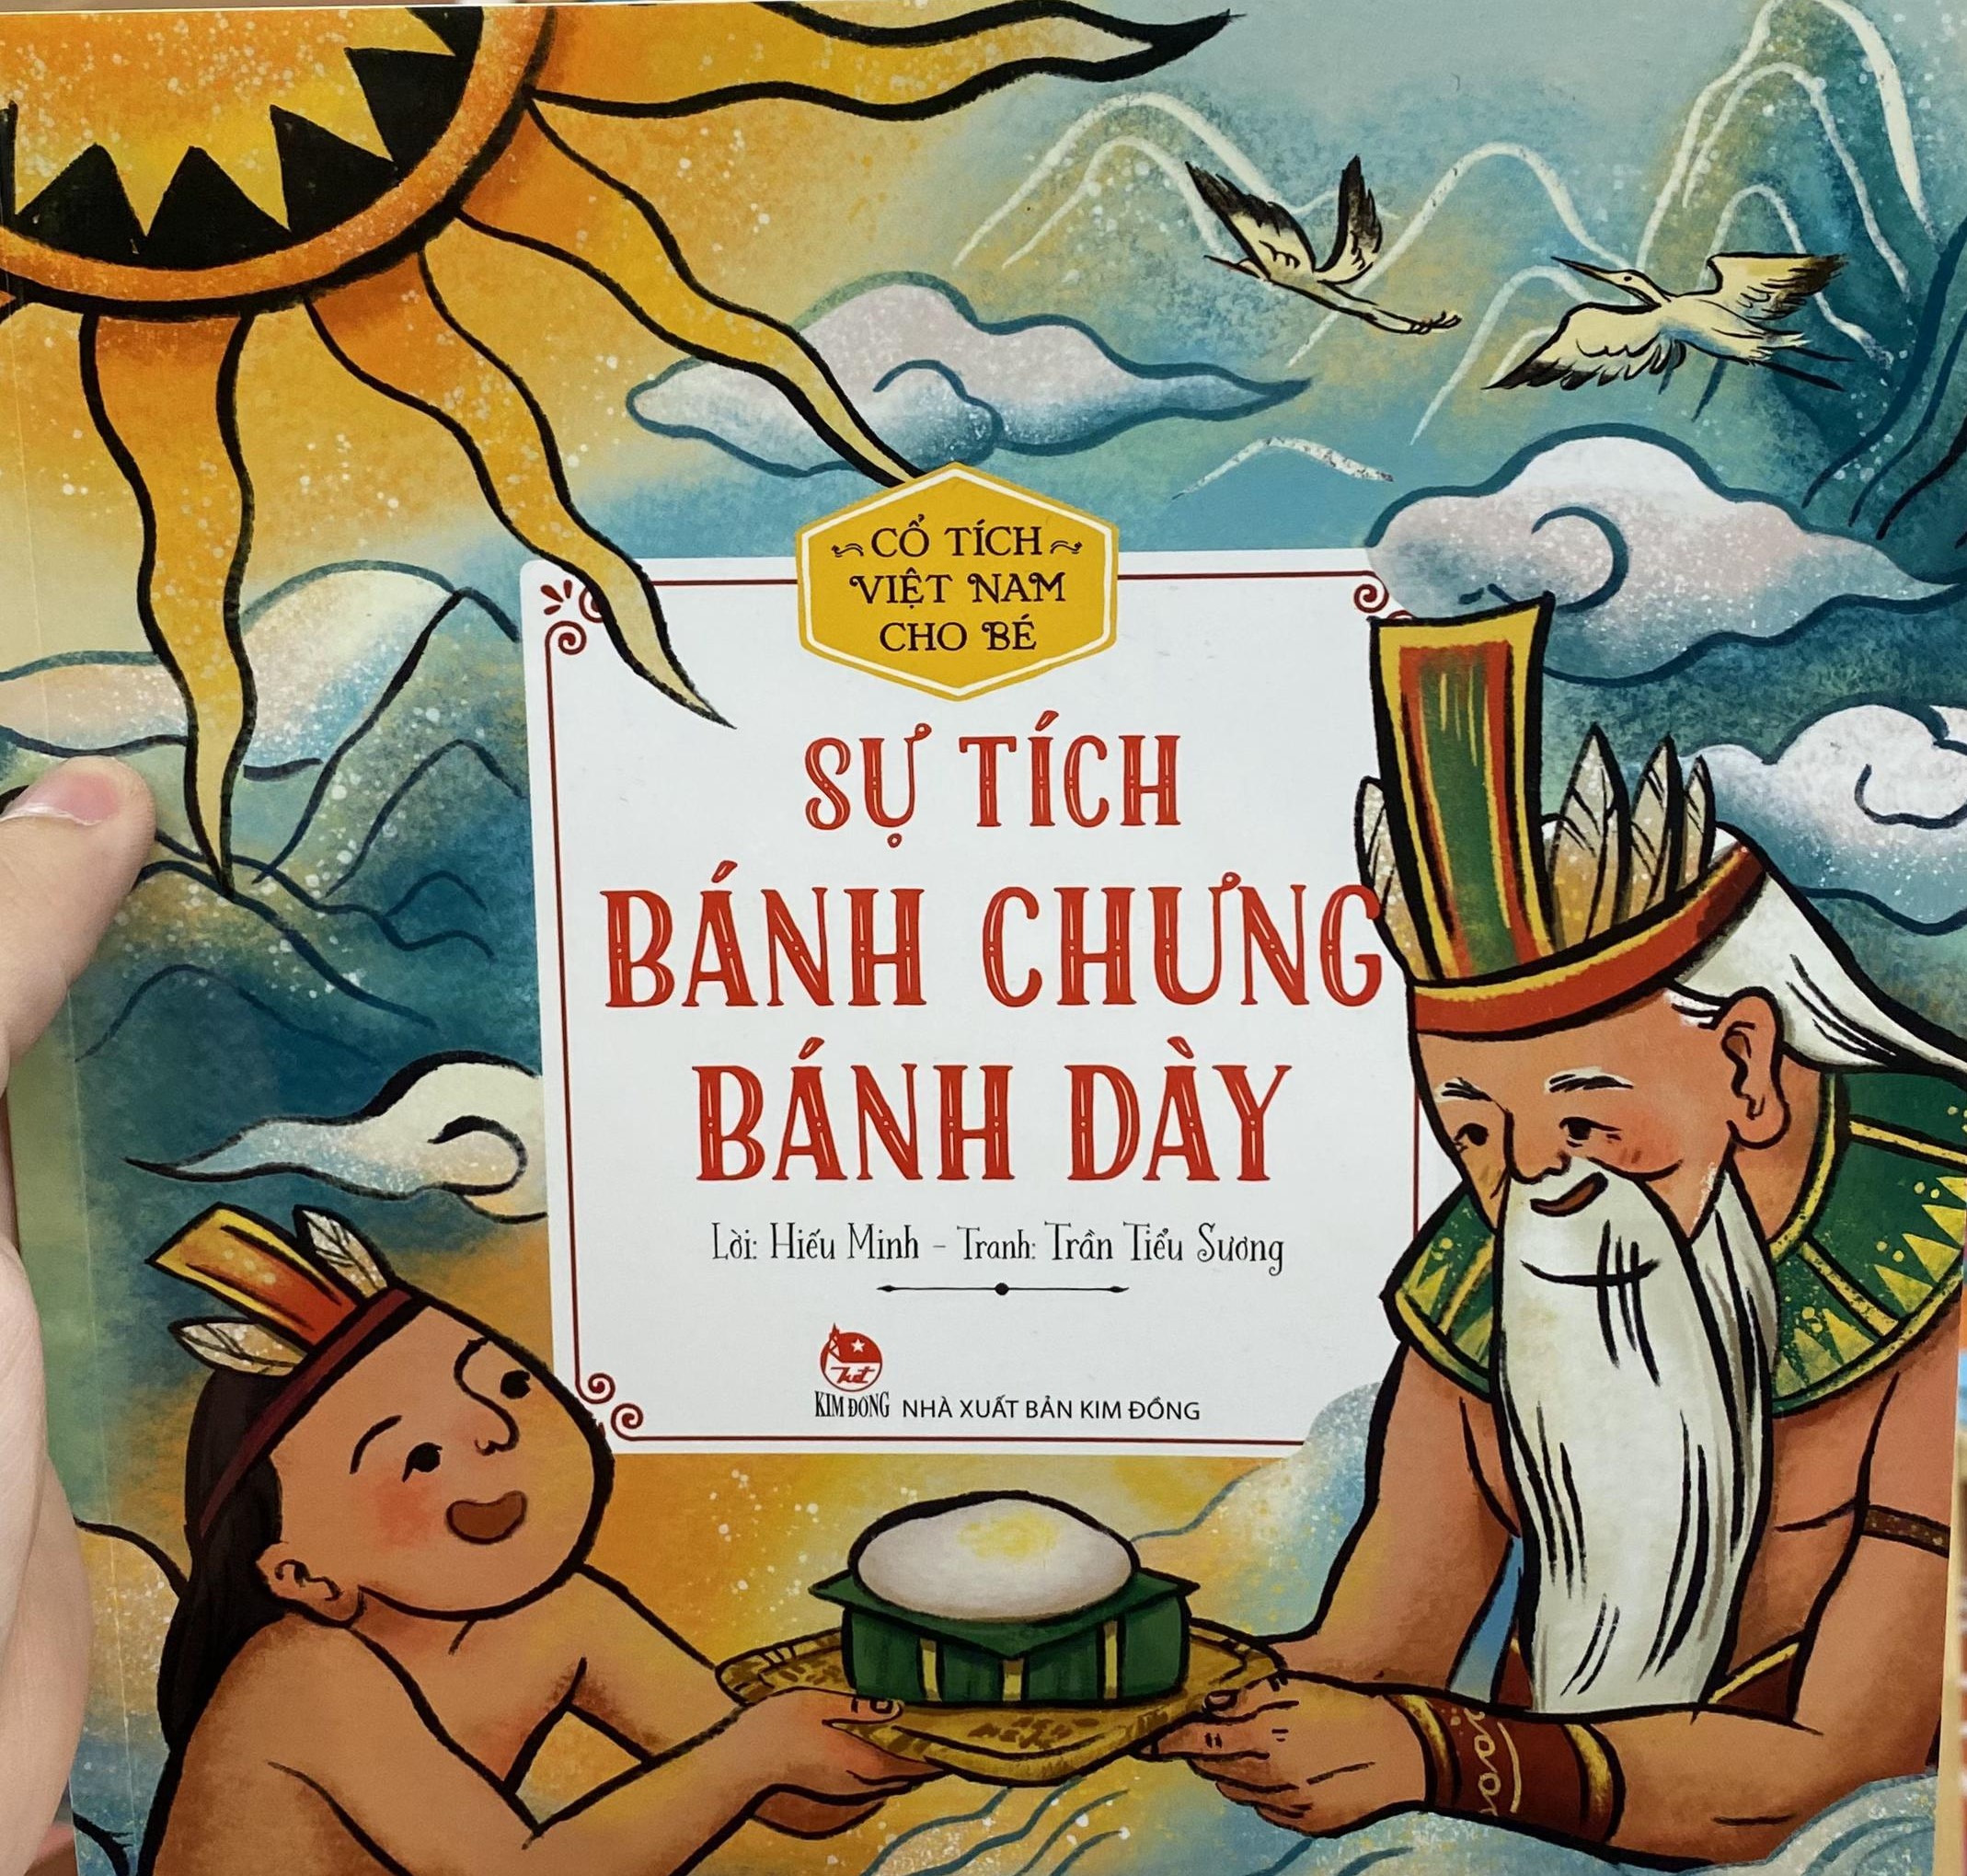 CỔ TÍCH
VIỆT NAM
CHO BÉ
SỰ TÍCH
BÁNH CHƯNG
BÁNH DÀY
Lời: Hiếu Minh - Tranh: Trần Tiểu Sương
KIM ĐỒNG NHÀ XUẤT BẢN KIM ĐỒNG